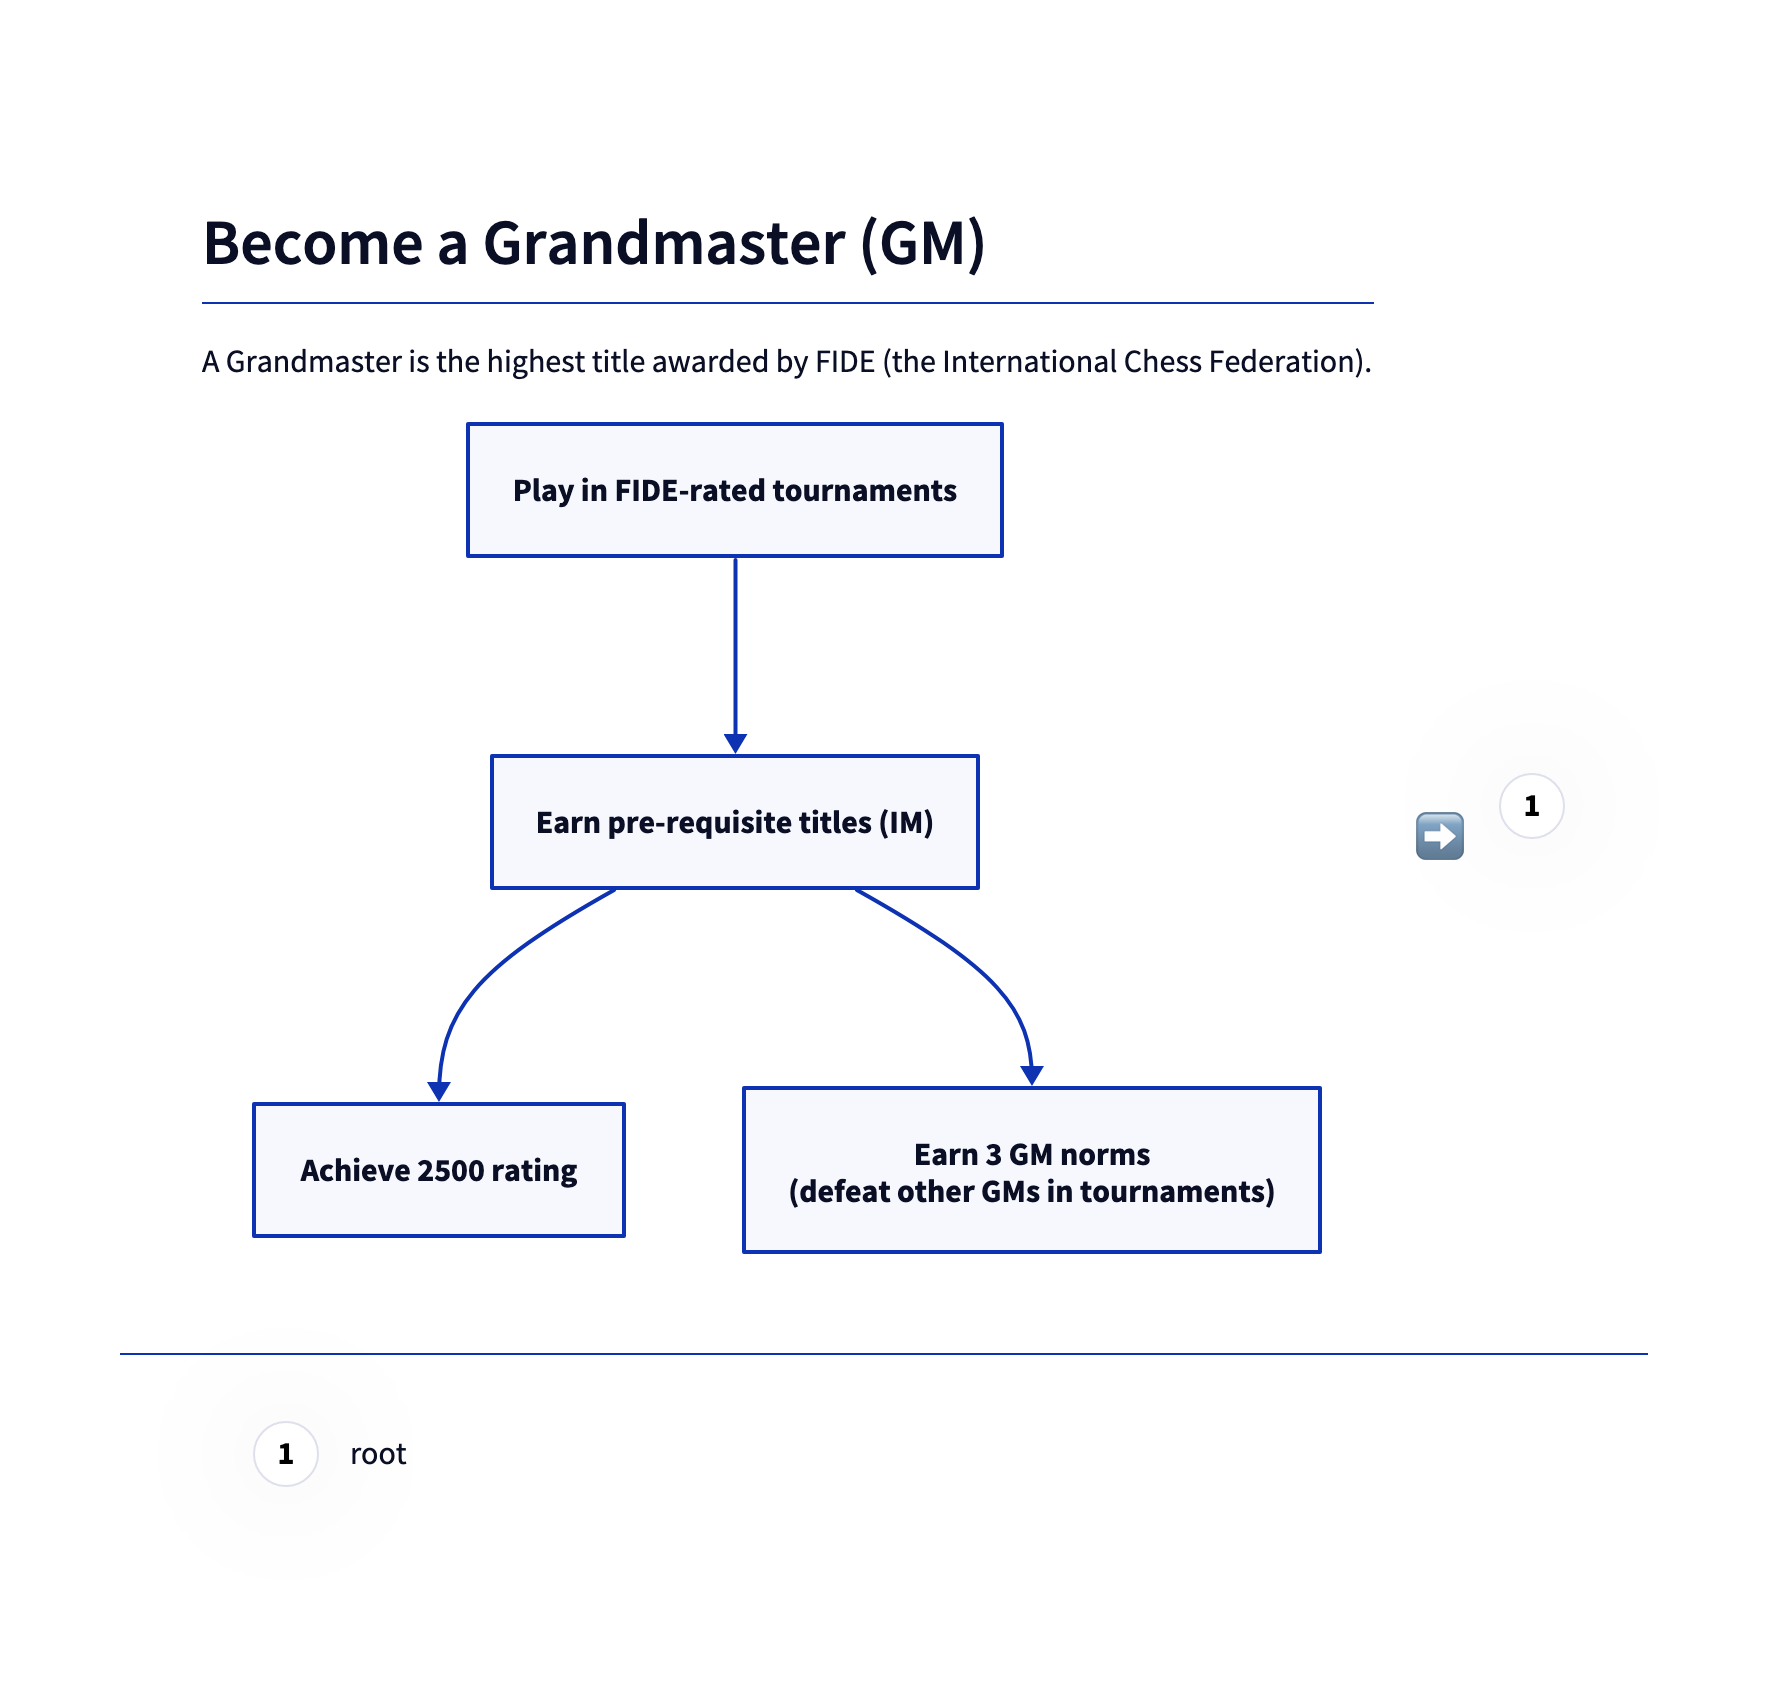 Become a Grandmaster (GM)
A Grandmaster is the highest title awarded by FIDE (the International Chess Federation).
Play in FIDE-rated tournaments
Earn pre-requisite titles (IM)
1
Achieve 2500 rating
Earn 3 GM norms
(defeat other GMs in tournaments)
1 root